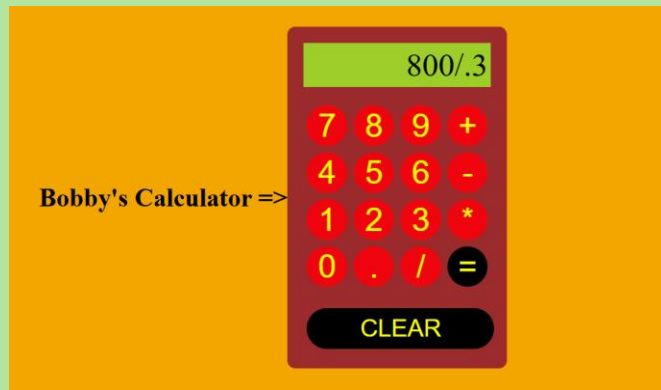 800/.3
7 8 9 +
4 5 6 -
Bobby's Calculator =>
1 2 3 *
0 . / =
CLEAR